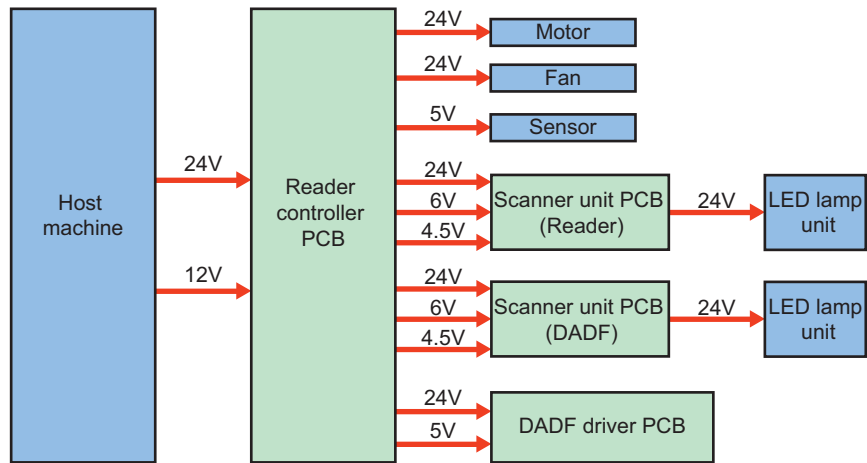 Host
machine
24V
12V
Reader
controller
PCB
24V
Motor
24V
Fan
5V
Sensor
24V
6V
4.5V
Scanner unit PCB
(Reader)
24V
LED lamp
unit
24V
6V
4.5V
Scanner unit PCB
(DADF)
24V
LED lamp
unit
24V
5V
DADF driver PCB